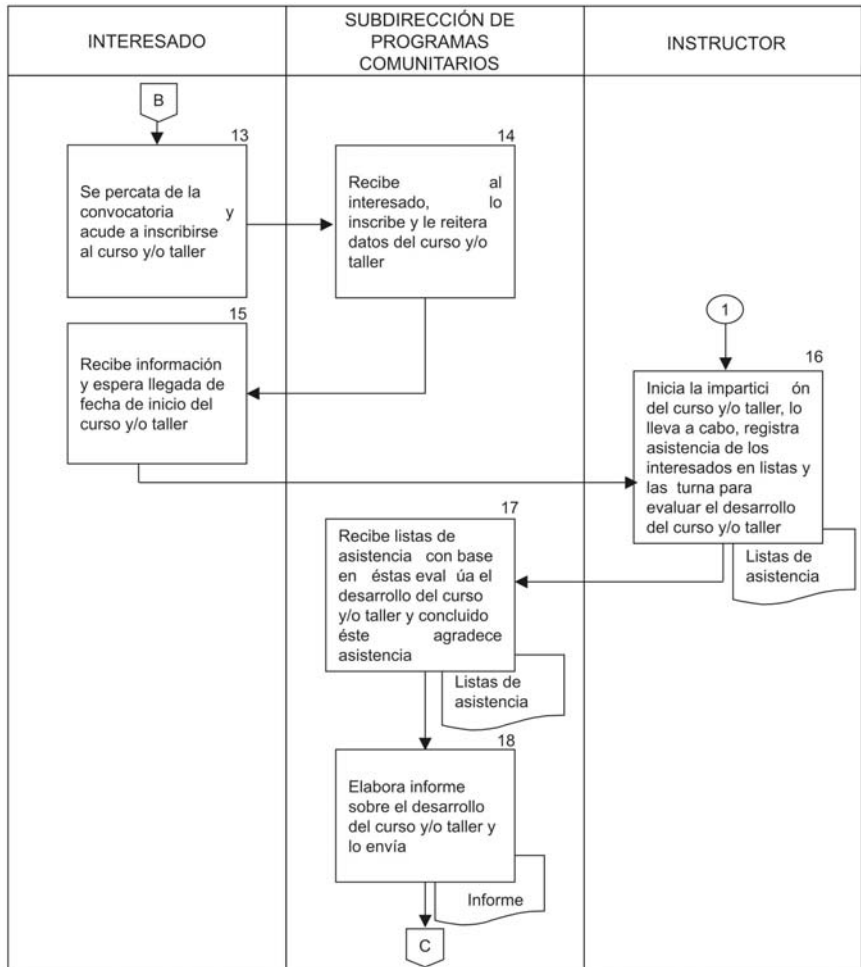 INTERESADO
SUBDIRECCIÓN DE
PROGRAMAS
COMUNITARIOS
INSTRUCTOR
B
13
Se percata de la
convocatoria y
acude a inscribirse
al curso y/o taller
14
Recibe al
interesado, lo
inscribe y le reitera
datos del curso y/o
taller
15
Recibe información
y espera llegada de
fecha de inicio del
curso y/o taller
1
16
Inicia la impartici ón
del curso y/o taller, lo
lleva a cabo, registra
asistencia de los
interesados en listas y
las turna para
evaluar el desarrollo
del curso y/o taller
Listas de
asistencia
17
Recibe listas de
asistencia con base
en éstas eval úa el
desarrollo del curso
y/o taller y concluido
éste agradece
asistencia
Listas de
asistencia
18
Elabora informe
sobre el desarrollo
del curso y/o taller y
lo envía
Informe
C